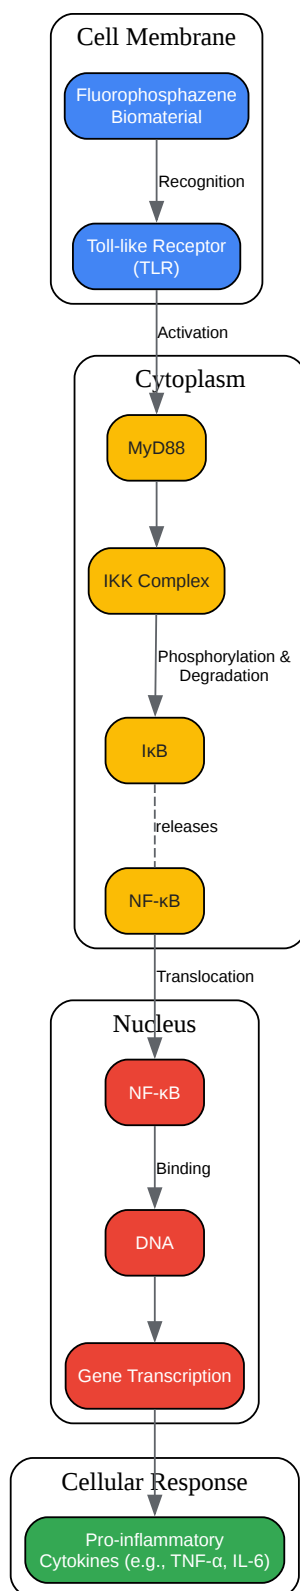 Cell Membrane
Fluorophosphazene
Biomaterial
Recognition
Toll-like Receptor
(TLR)
Activation
Cytoplasm
MyD88
IKK Complex
Phosphorylation &
Degradation
IκB
releases
NF-κB
Translocation
Nucleus
NF-κB
Binding
DNA
Gene Transcription
Cellular Response
Pro-inflammatory
Cytokines (e.g., TNF-α, IL-6)